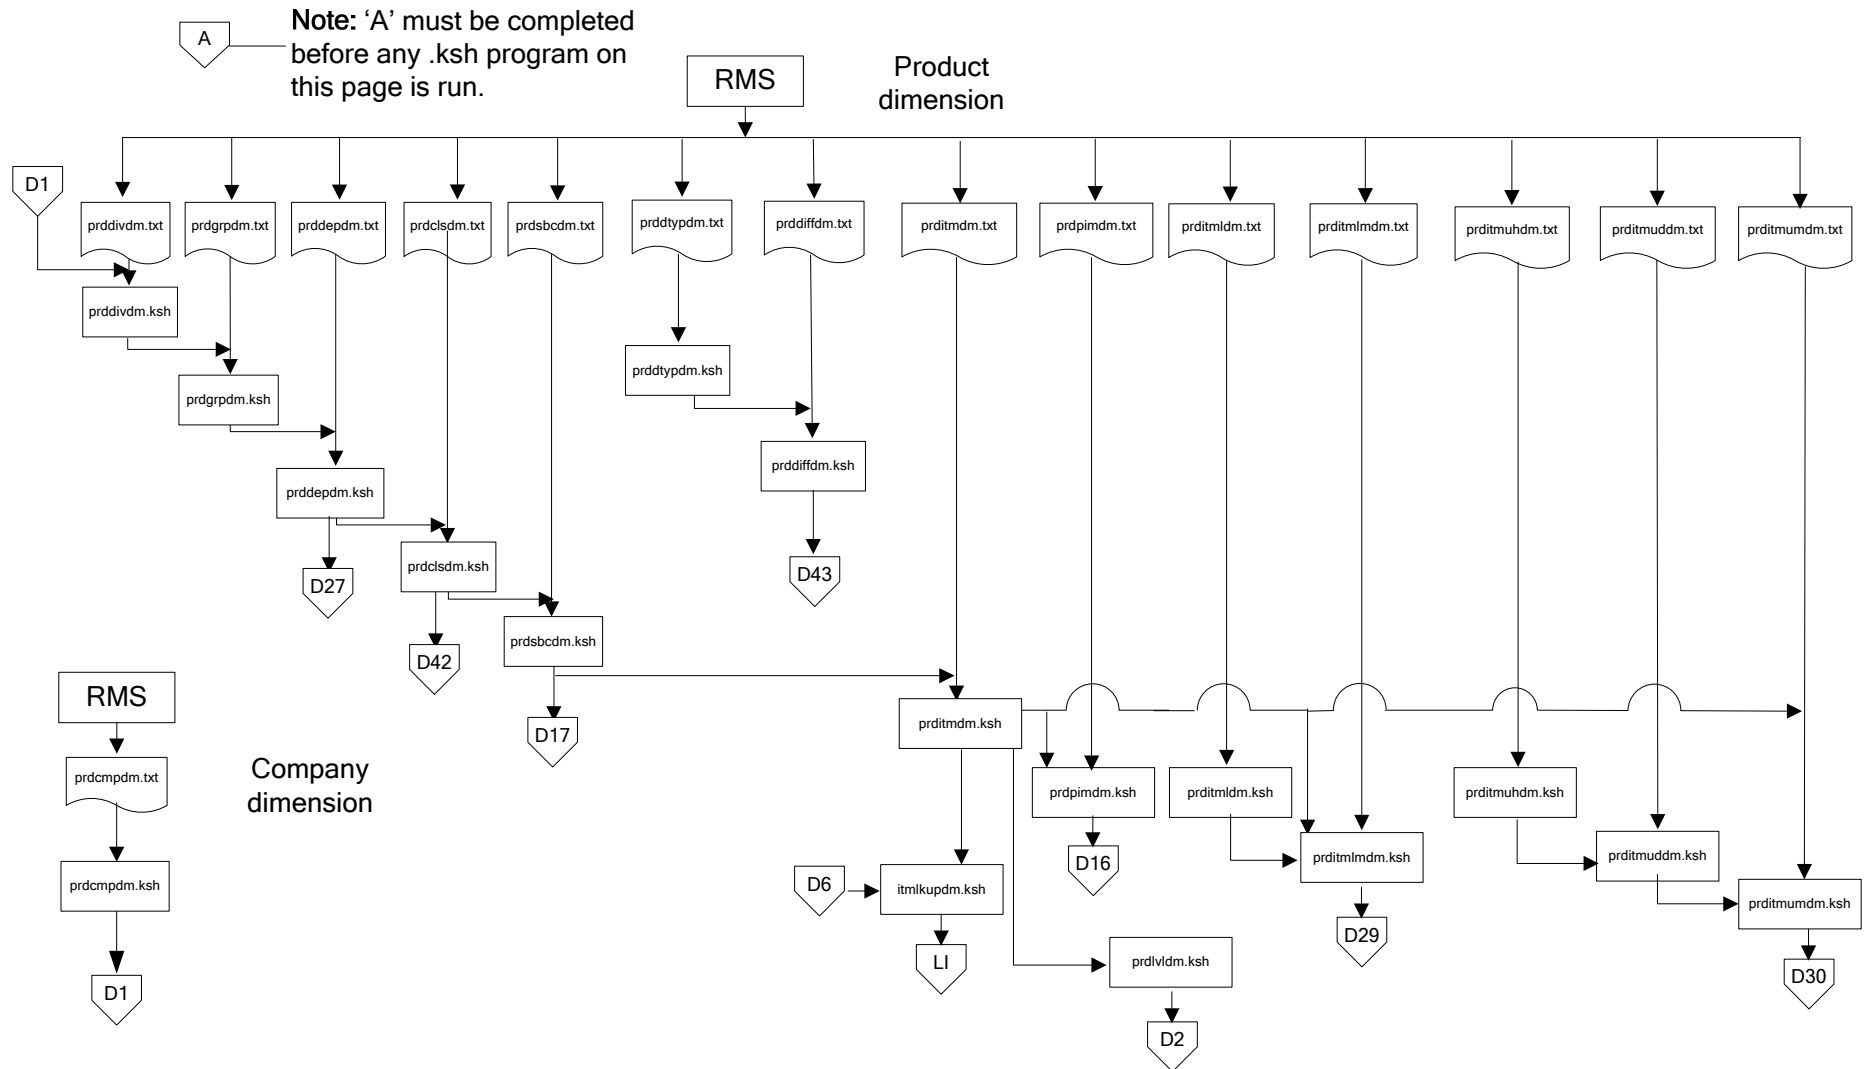 A
Note: ‘A’ must be completed
before any .ksh program on
this page is run.
RMS
Product
dimension
D1
prddivdm.txt
prdgrpdm.txt
prddepdm.txt
prdclsdm.txt
prdsbcdm.txt
prddtypdm.txt
prddiffdm.txt
prditmdm.txt
prdpimdm.txt
prditmldm.txt
prditmlmdm.txt
prditmuhdm.txt
prditmuddm.txt
prditmumdm.txt
prddivdm.ksh
prdgrpdm.ksh
prddtypdm.ksh
prddepdm.ksh
prddiffdm.ksh
prdclsdm.ksh
D27
D43
prdsbcdm.ksh
D42
RMS
D17
prditmdm.ksh
Company
dimension
prdcmpdm.txt
prdpimdm.ksh
prditmldm.ksh
prditmuhdm.ksh
prdcmpdm.ksh
D6
itmlkupdm.ksh
D16
prditmlmdm.ksh
prditmuddm.ksh
prditmumdm.ksh
D29
LI
prdlvldm.ksh
D30
D1
D2